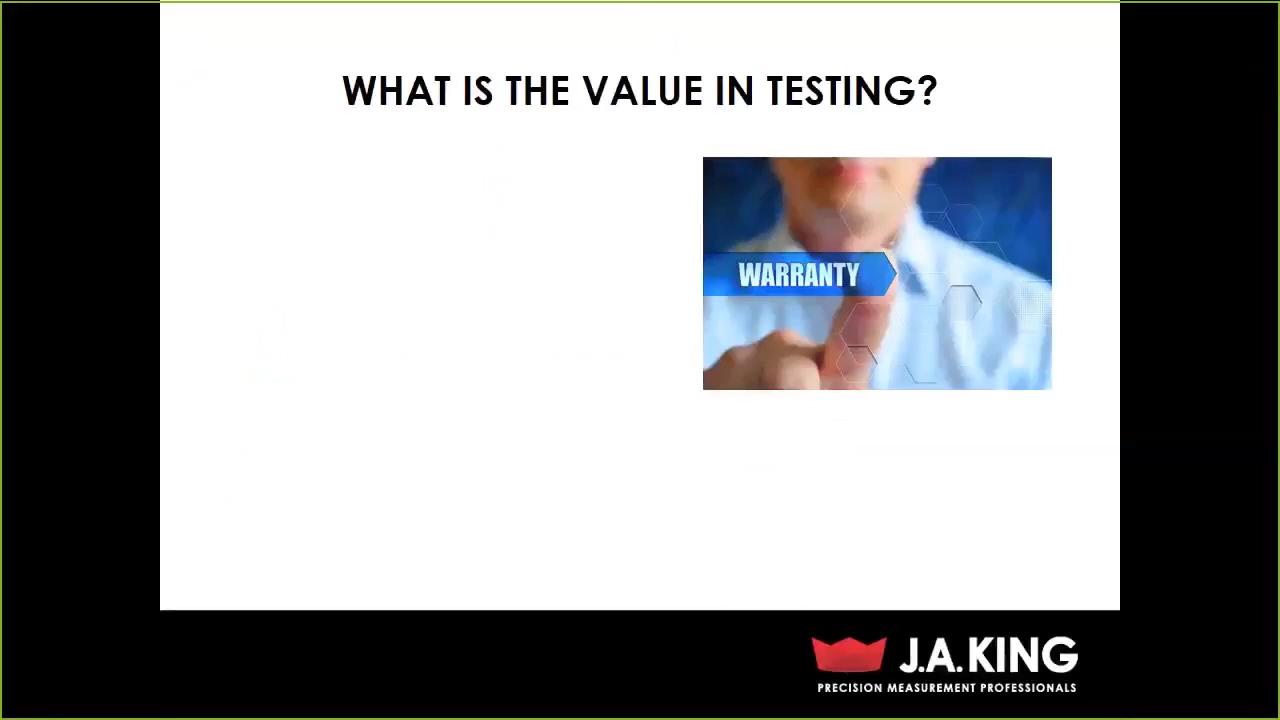 WHAT IS THE VALUE IN TESTING?
WARRANTY
J.A. KING
PRECISION MEASUREMENT PROFESSIONALS